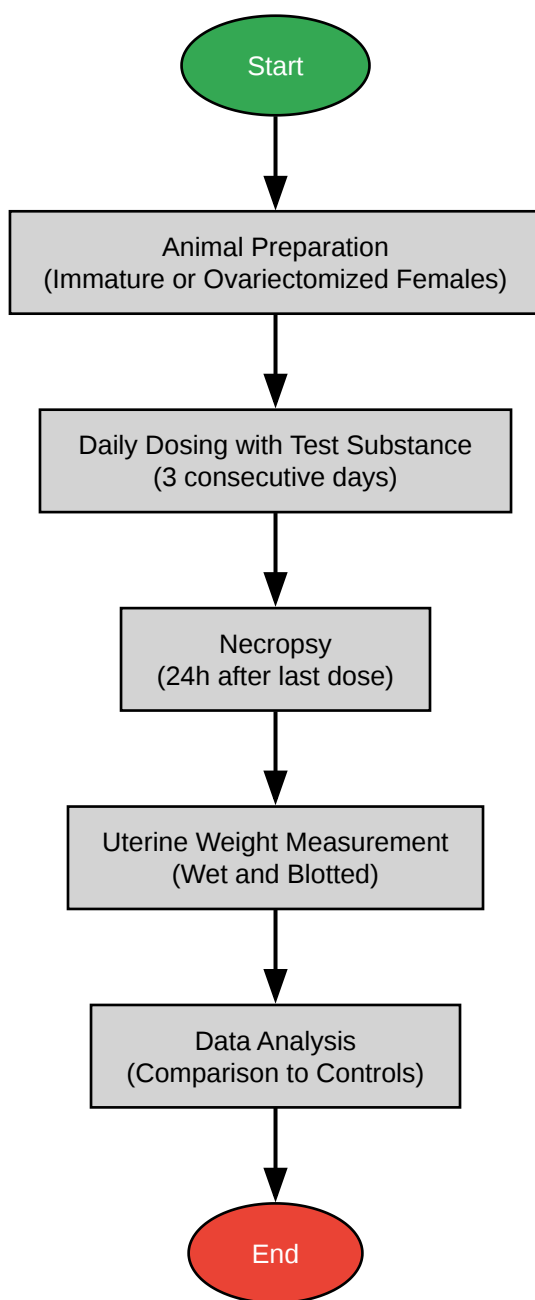 Start
Animal Preparation
(Immature or Ovariectomized Females)
Daily Dosing with Test Substance
(3 consecutive days)
Necropsy
(24h after last dose)
Uterine Weight Measurement
(Wet and Blotted)
Data Analysis
(Comparison to Controls)
End